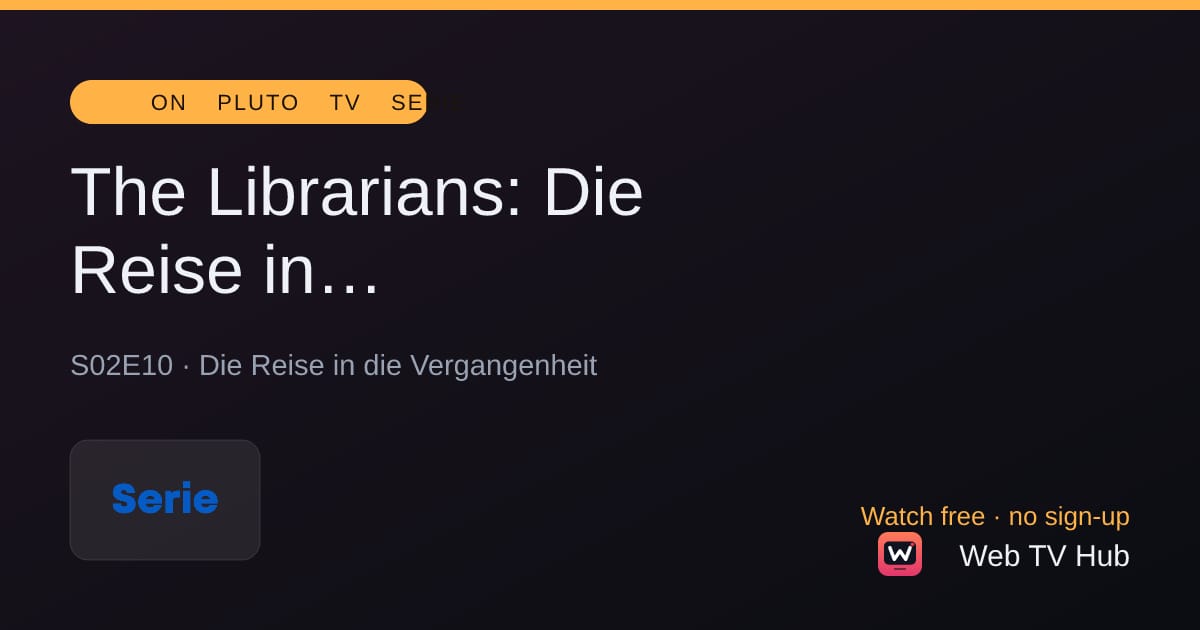 ON PLUTO TV SE
The Librarians: Die
Reise in…
S02E10 · Die Reise in die Vergangenheit
Serie
Watch free · no sign-up
Web TV Hub